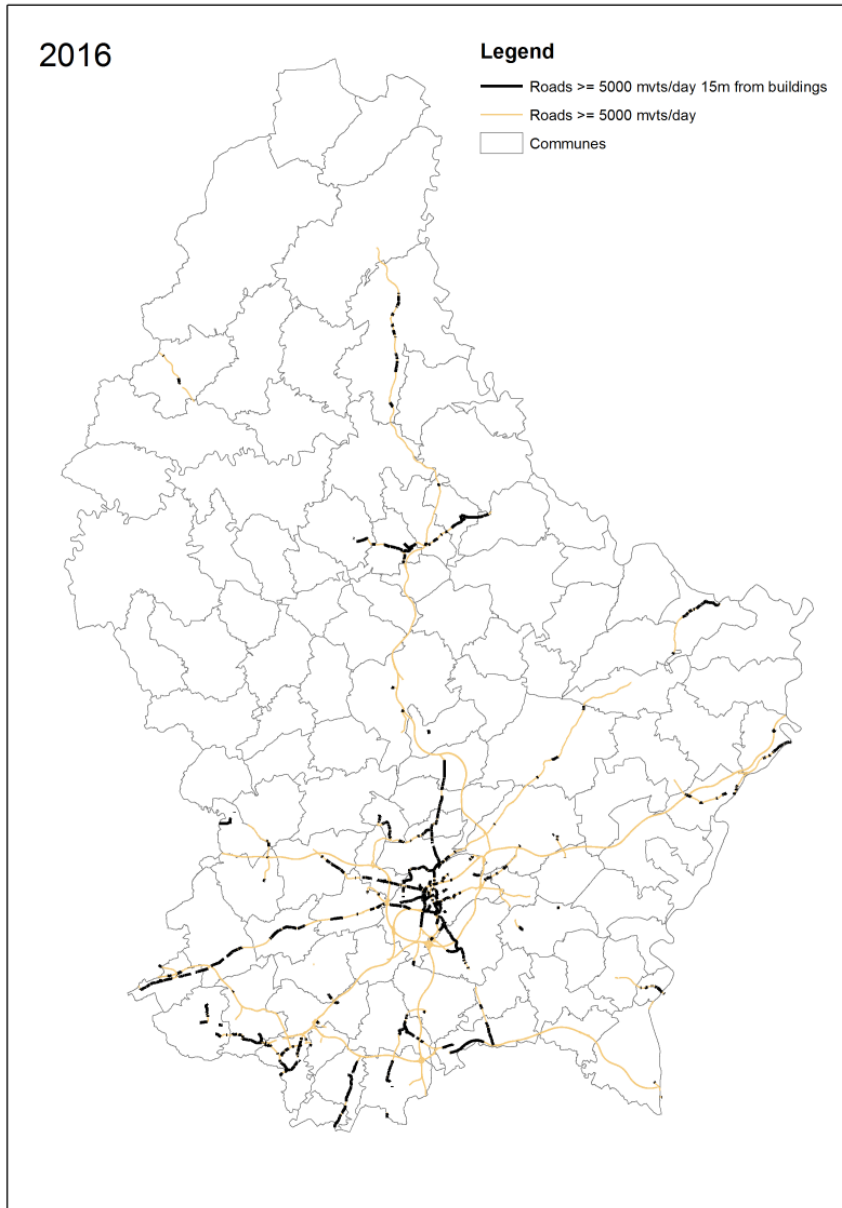 2016
Legend
Roads >= 5000 mvts/day 15m from buildings
Roads >= 5000 mvts/day
Communes